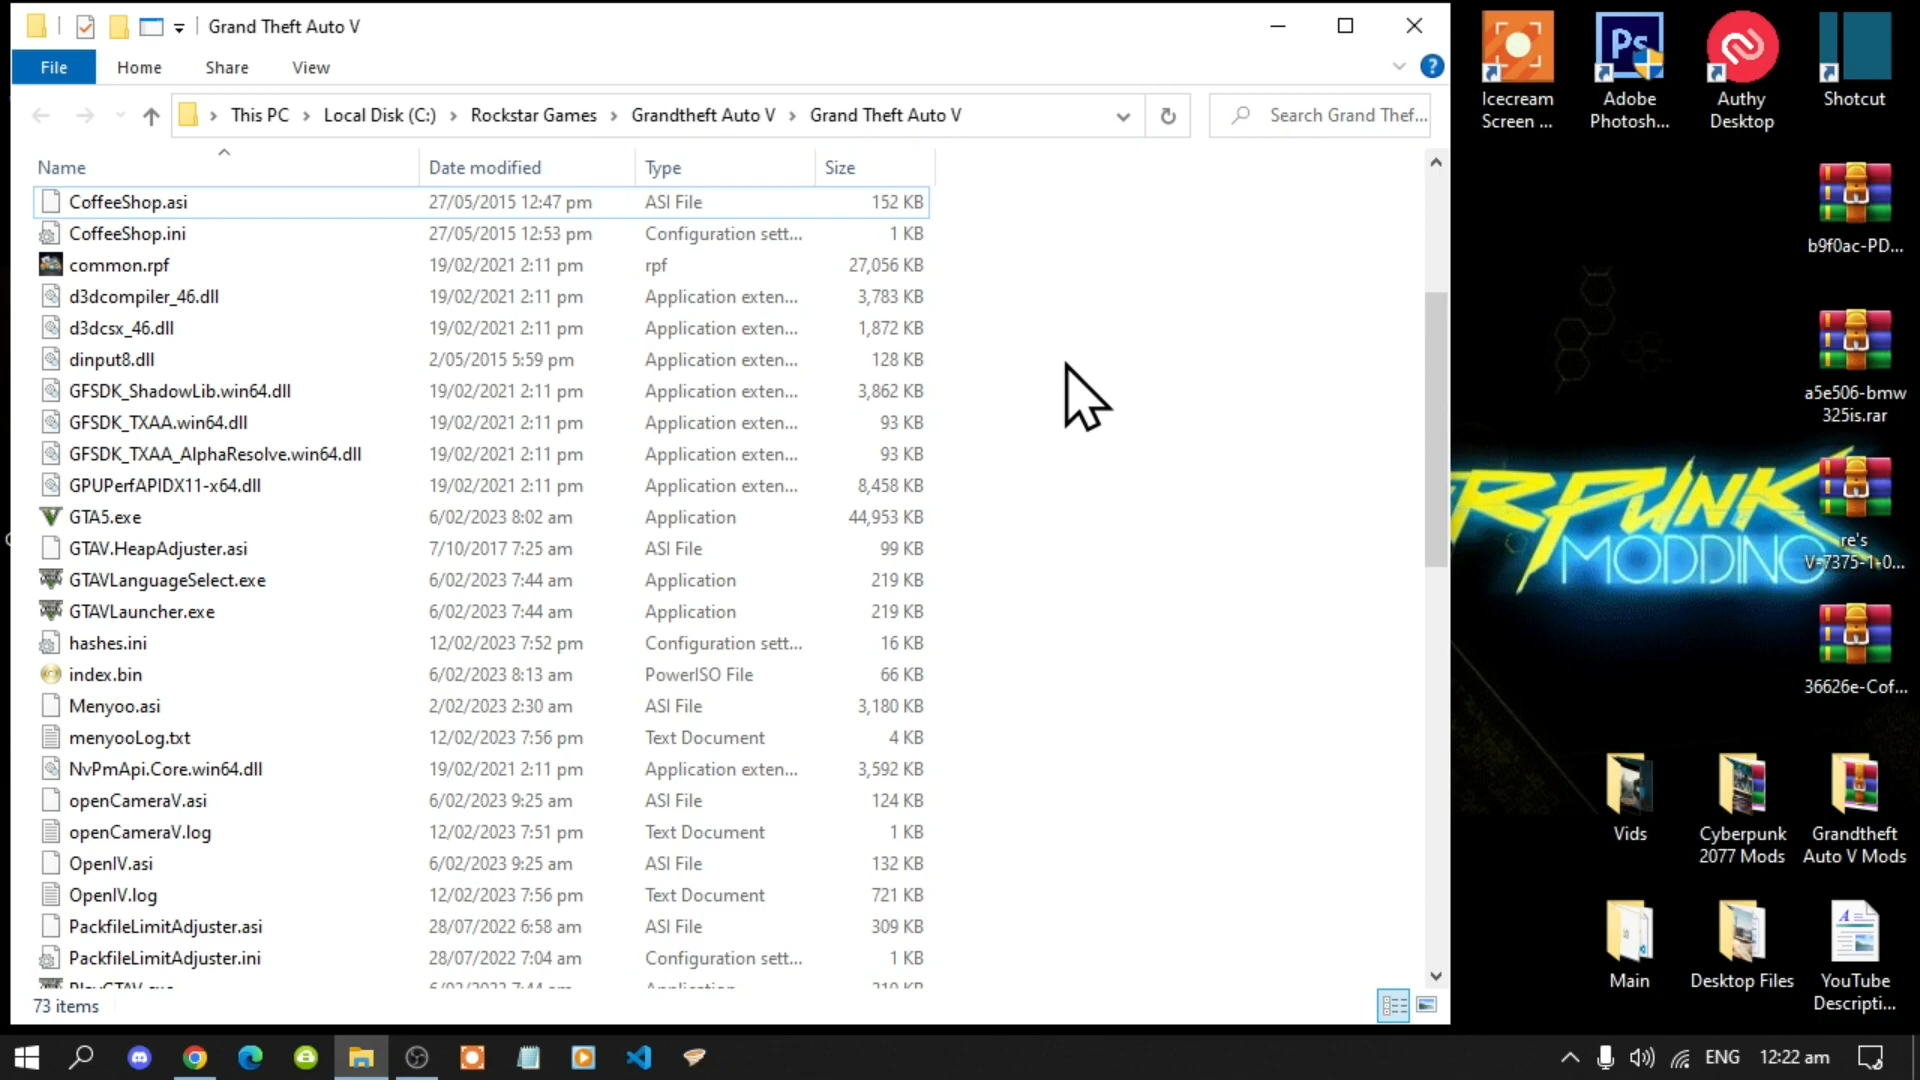 Grand Theft Auto V
File Home Share View
This PC Local Disk (C:) Rockstar Games Grandtheft Auto V Grand Theft Auto V
Search Grand Thef...
Name Date modified Type Size
CoffeeShop.asi 27/05/2015 12:47 pm ASI File 152 KB
CoffeeShop.ini 27/05/2015 12:53 pm Configuration sett... 1 KB
common.rpf 19/02/2021 2:11 pm rpf 27,056 KB
d3dcompiler_46.dll 19/02/2021 2:11 pm Application exten... 3,783 KB
d3dcsx_46.dll 19/02/2021 2:11 pm Application exten... 1,872 KB
dinput8.dll 2/05/2015 5:59 pm Application exten... 128 KB
GFSDK_ShadowLib.win64.dll 19/02/2021 2:11 pm Application exten... 3,862 KB
GFSDK_TXAA.win64.dll 19/02/2021 2:11 pm Application exten... 93 KB
GFSDK_TXAA_AlphaResolve.win64.dll 19/02/2021 2:11 pm Application exten... 93 KB
GPUPerfAPIDX11-x64.dll 19/02/2021 2:11 pm Application exten... 8,458 KB
GTA5.exe 6/02/2023 8:02 am Application 44,953 KB
GTAV.HeapAdjuster.asi 7/10/2017 7:25 am ASI File 99 KB
GTAVLanguageSelect.exe 6/02/2023 7:44 am Application 219 KB
GTAVLauncher.exe 6/02/2023 7:44 am Application 219 KB
hashes.ini 12/02/2023 7:52 pm Configuration sett... 16 KB
index.bin 6/02/2023 8:13 am PowerISO File 66 KB
Menyoo.asi 2/02/2023 2:30 am ASI File 3,180 KB
menyooLog.txt 12/02/2023 7:56 pm Text Document 4 KB
NvPmApi.Core.win64.dll 19/02/2021 2:11 pm Application exten... 3,592 KB
openCameraV.asi 6/02/2023 9:25 am ASI File 124 KB
openCameraV.log 12/02/2023 7:51 pm Text Document 1 KB
OpenIV.asi 6/02/2023 9:25 am ASI File 132 KB
OpenIV.log 12/02/2023 7:56 pm Text Document 721 KB
PackfileLimitAdjuster.asi 28/07/2022 6:58 am ASI File 309 KB
PackfileLimitAdjuster.ini 28/07/2022 7:04 am Configuration sett... 1 KB
PlayGTAV.exe 6/02/2023 7:44 am Application 219 KB
73 items
Icecream
Screen ...
Adobe
Photosh...
Authy
Desktop
Shotcut
b9f0ac-PD...
a5e506-bmw
325is.rar
re's
V-7375-1-0...
RPUNK
MODDING
36626e-Cof...
Vids
Cyberpunk
2077 Mods
Grandtheft
Auto V Mods
Main
Desktop Files
YouTube
Descripti...
Ps
ENG 12:22 am